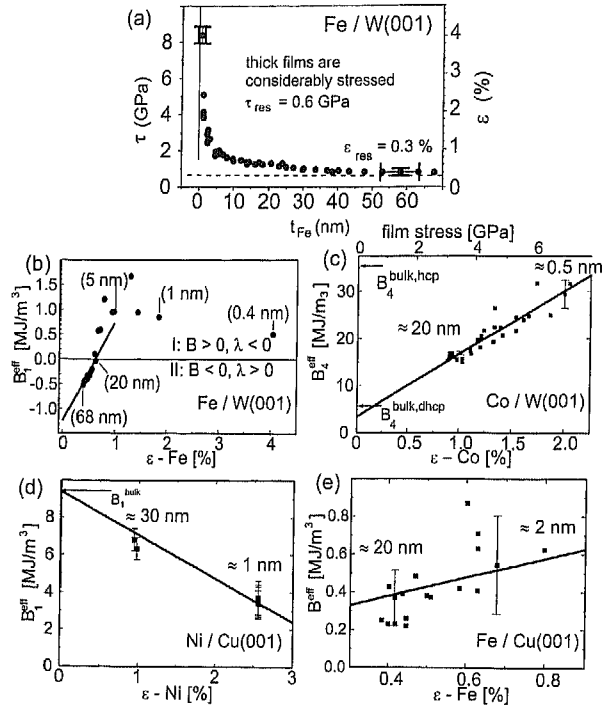 (a)
Fe / W(001)
thick films are
considerably stressed
τres = 0.6 GPa
εres = 0.3 %
τ (GPa)
8
6
4
2
0
ε (%)
4
3
2
1
0
0 10 20 30 40 50 60
tFe(nm)
(b)
(5 nm)
(1 nm)
(0.4 nm)
I: B > 0, λ < 0
II: B < 0, λ > 0
(20 nm)
(68 nm)
Fe / W(001)
B1eff [MJ/m3]
1.5
1.0
0.5
0.0
-0.5
-1.0
0 1 2 3 4
ε - Fe [%]
film stress [GPa]
0 2 4 6
(c)
B4bulk,hcp
≈0.5 nm
≈ 20 nm
B4bulk,dhcp
Co / W(001)
B4eff [MJ/m3]
30
20
10
0
0.0 0.5 1.0 1.5 2.0
ε - Co [%]
(d)
B1bulk
≈ 30 nm
≈ 1 nm
Ni / Cu(001)
B1eff [MJ/m3]
8
6
4
2
0
0 1 2 3
ε - Ni [%]
(e)
≈ 20 nm
≈ 2 nm
Fe / Cu(001)
Beff [MJ/m3]
0.8
0.6
0.4
0.2
0.0
0.4 0.6 0.8
ε - Fe [%]